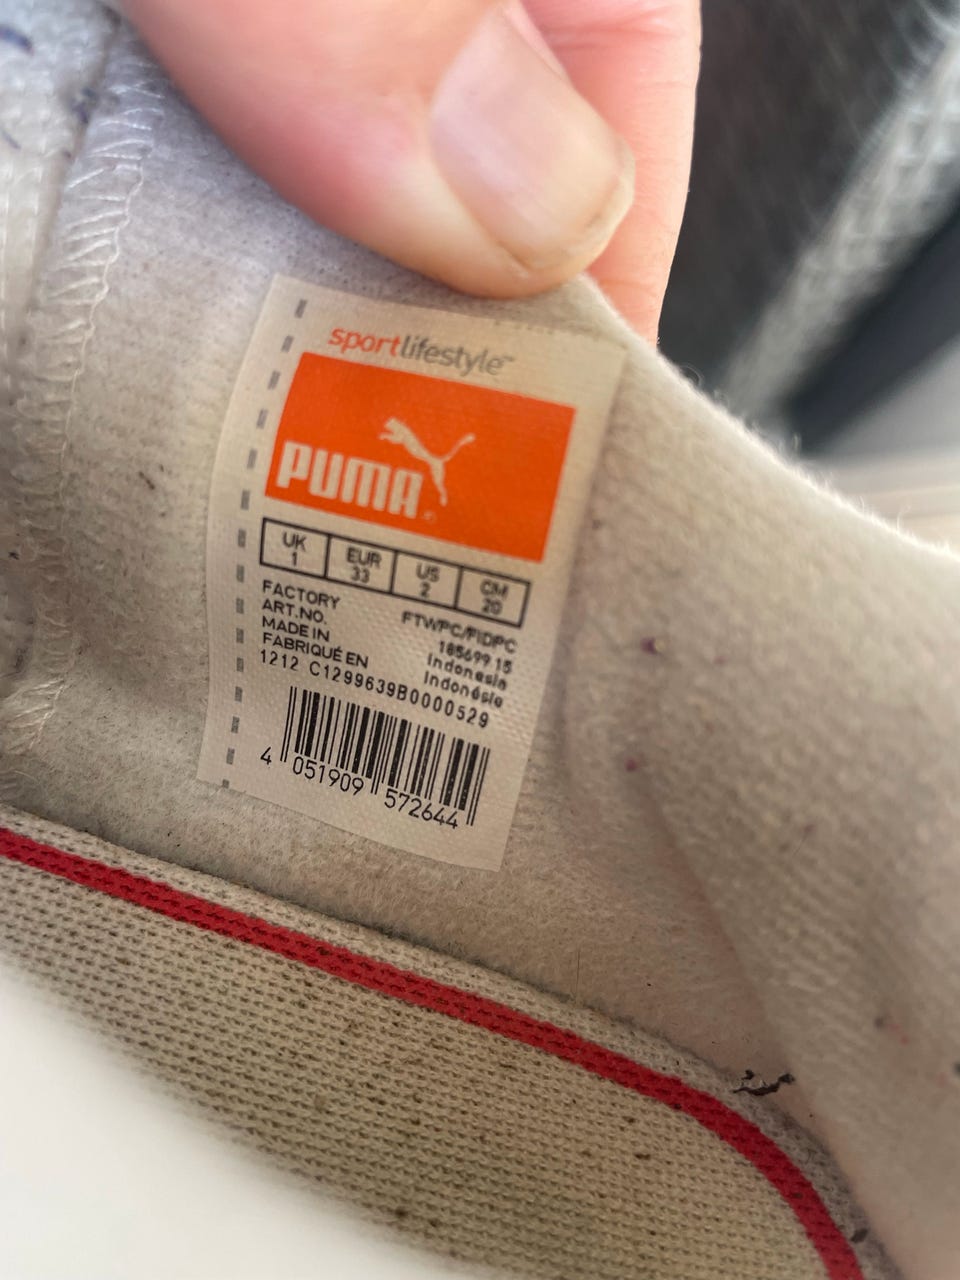 sportlifestyle™
PUMA®
UK EUR US CM
1 33 2 20
FACTORY FTWPC/FIDPC
ART.NO. 185699 15
MADE IN Indonesia
FABRIQUÉ EN Indonésie
1212 C1299639B0000529
4 051909 572644